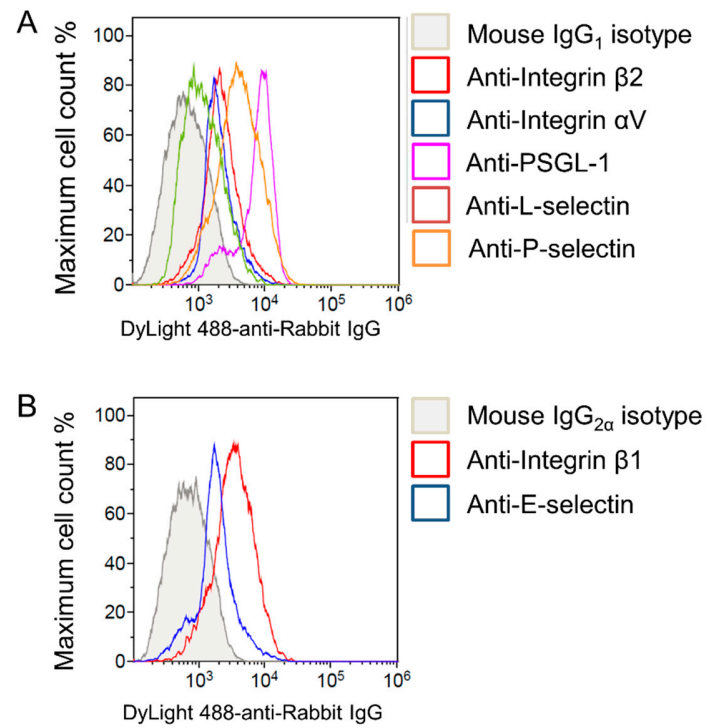 A
Maximum cell count %
100
80
60
40
20
0
10³ 10⁴ 10⁵ 10⁶
DyLight 488-anti-Rabbit IgG
Mouse IgG₁ isotype
Anti-Integrin β2
Anti-Integrin αV
Anti-PSGL-1
Anti-L-selectin
Anti-P-selectin
B
Maximum cell count %
100
80
60
40
20
0
10³ 10⁴ 10⁵ 10⁶
DyLight 488-anti-Rabbit IgG
Mouse IgG₂α isotype
Anti-Integrin β1
Anti-E-selectin